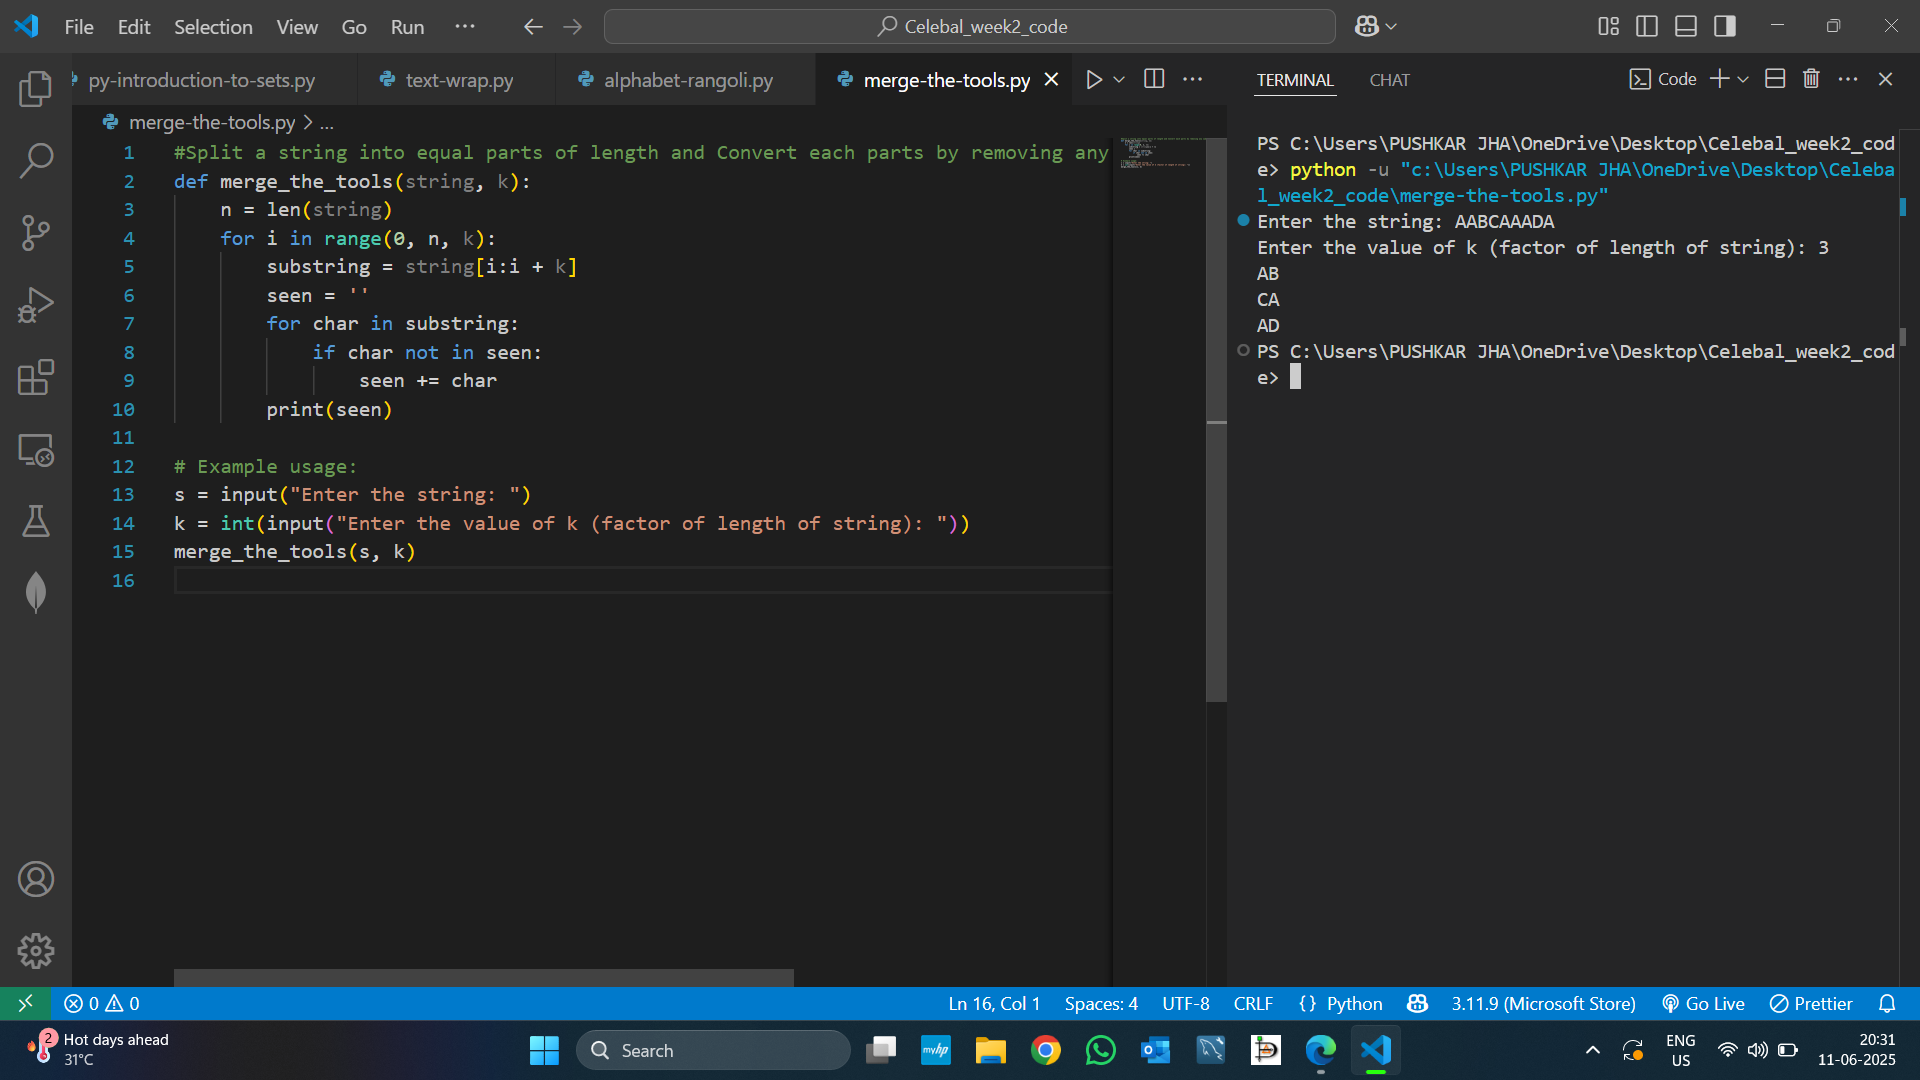 File Edit Selection View Go Run ··· Celebal_week2_code
py-introduction-to-sets.py text-wrap.py alphabet-rangoli.py merge-the-tools.py
merge-the-tools.py > ...
1 #Split a string into equal parts of length and Convert each parts by removing any
2 def merge_the_tools(string, k):
3 n = len(string)
4 for i in range(0, n, k):
5 substring = string[i:i + k]
6 seen = ''
7 for char in substring:
8 if char not in seen:
9 seen += char
10 print(seen)
11
12 # Example usage:
13 s = input("Enter the string: ")
14 k = int(input("Enter the value of k (factor of length of string): "))
15 merge_the_tools(s, k)
16
TERMINAL CHAT Code
PS C:\Users\PUSHKAR JHA\OneDrive\Desktop\Celebal_week2_cod
e> python -u "c:\Users\PUSHKAR JHA\OneDrive\Desktop\Celeba
l_week2_code\merge-the-tools.py"
Enter the string: AABCAAADA
Enter the value of k (factor of length of string): 3
AB
CA
AD
PS C:\Users\PUSHKAR JHA\OneDrive\Desktop\Celebal_week2_cod
e>
0 0 Ln 16, Col 1 Spaces: 4 UTF-8 CRLF {} Python 3.11.9 (Microsoft Store) Go Live Prettier
2 Hot days ahead
31°C
Search
myhp
ENG
US
20:31
11-06-2025